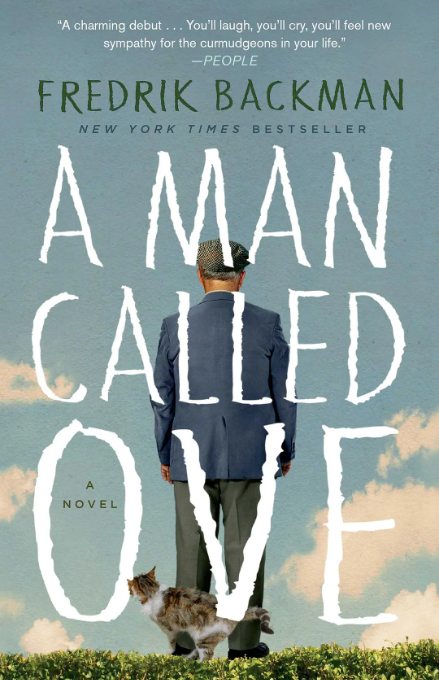 “A charming debut . . . You’ll laugh, you’ll cry, you’ll feel new
sympathy for the curmudgeons in your life.”
—PEOPLE
FREDRIK BACKMAN
NEW YORK TIMES BESTSELLER
A MAN
CALLED
OVE
A
NOVEL